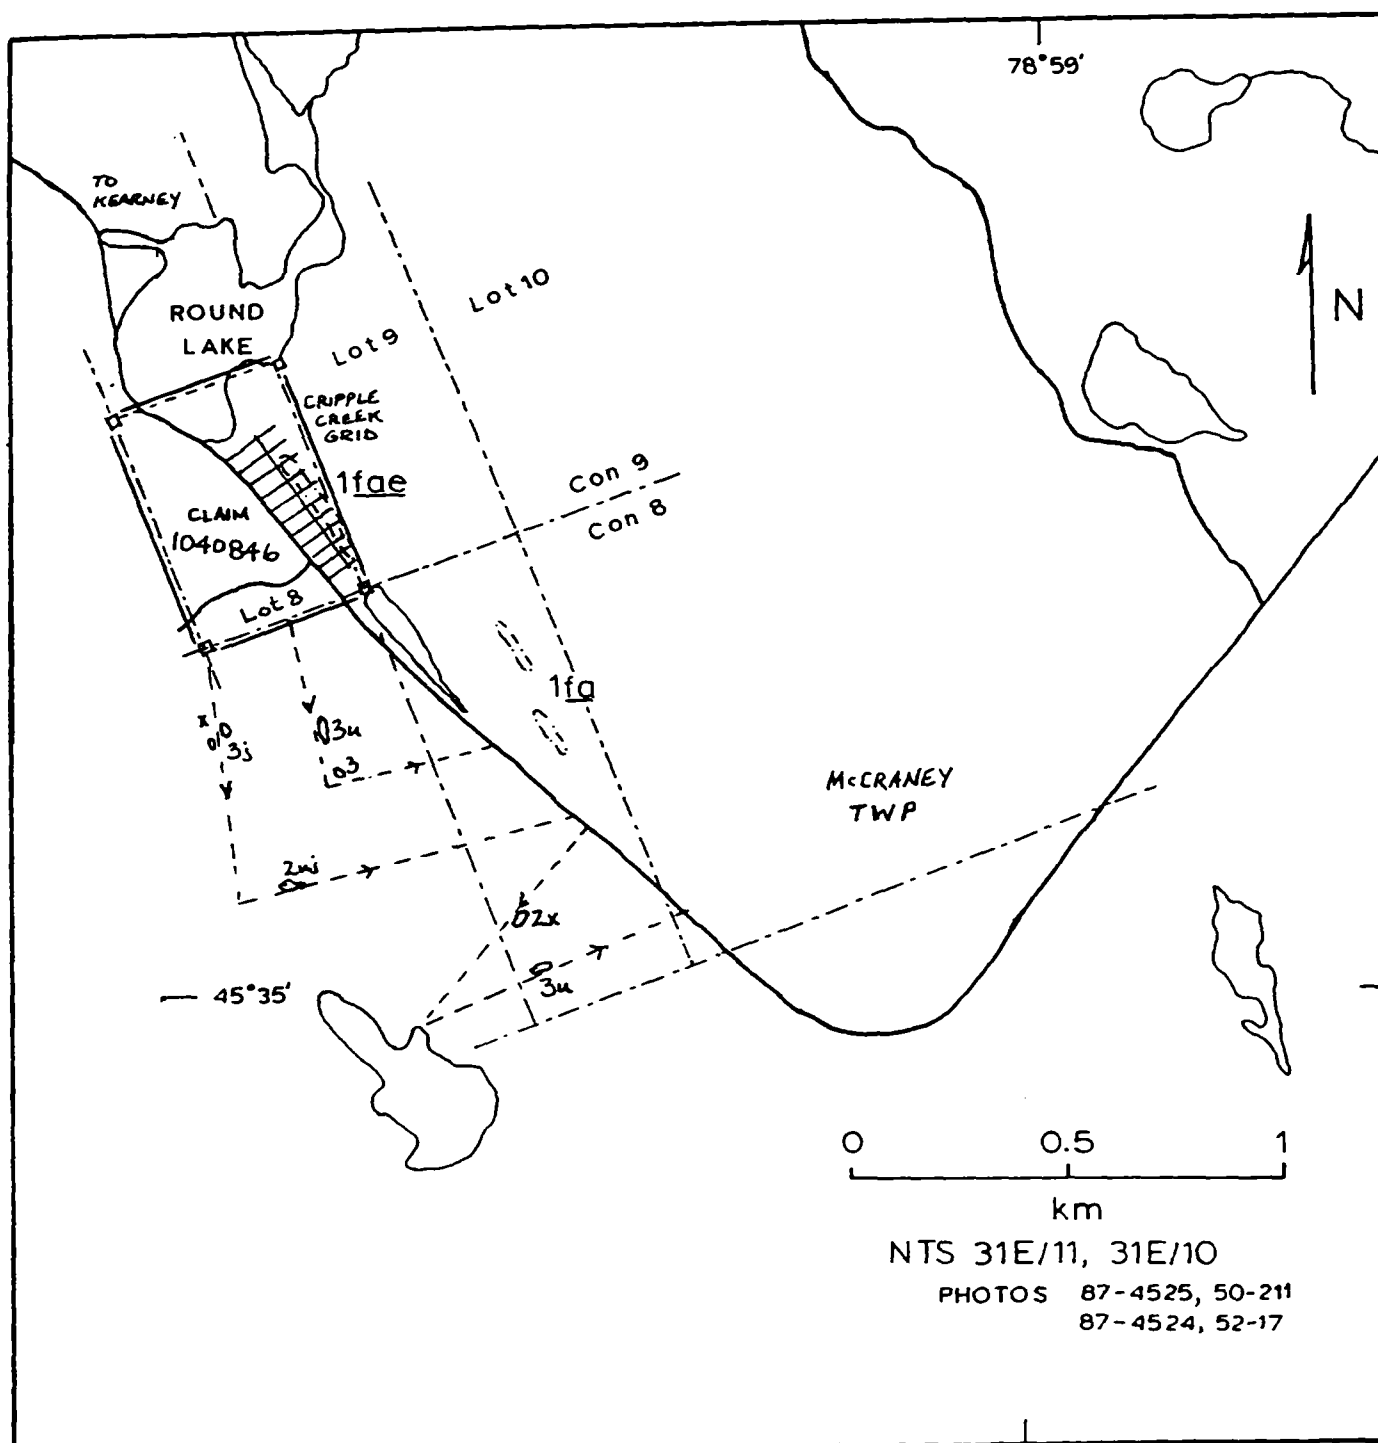 78°59'
TO
KEARNEY
N
ROUND
LAKE
Lot 10
Lot 9
CRIPPLE
CREEK
GRID
1fae
Con 9
Con 8
CLAIM
1040846
Lot 8
1fa
3u
3j
3
McCRANEY
TWP
2x
3u
45°35'
0 0.5 1
km
NTS 31E/11, 31E/10
PHOTOS 87-4525, 50-211
87-4524, 52-17